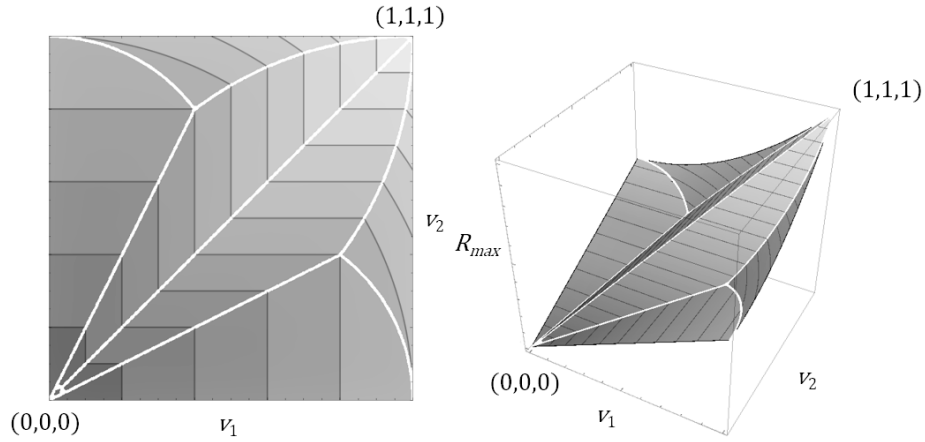 (1,1,1)
v2
(0,0,0)
v1
(1,1,1)
Rmax
(0,0,0)
v1
v2